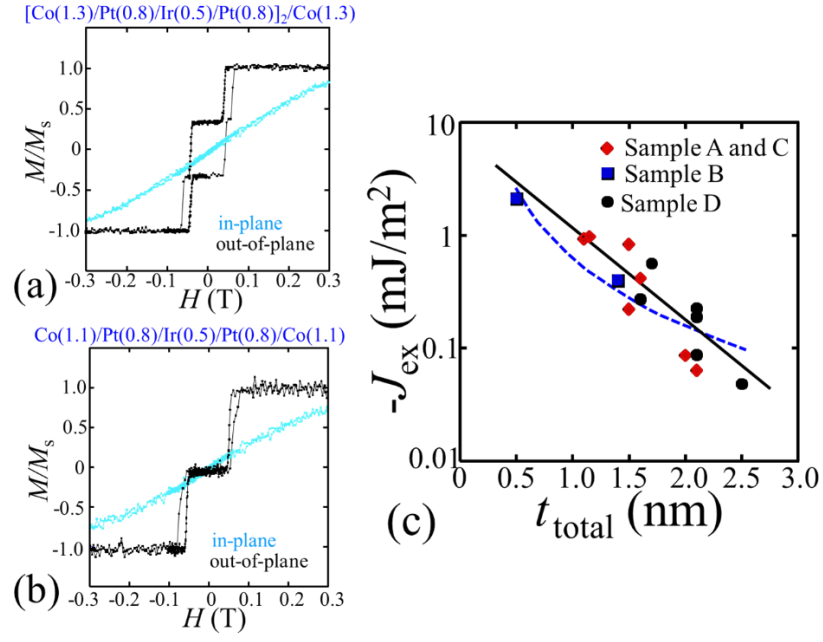 [Co(1.3)/Pt(0.8)/Ir(0.5)/Pt(0.8)]₂/Co(1.3)
1.0
0.5
0
-0.5
-1.0
M/Mₛ
in-plane
out-of-plane
-0.3 -0.2 -0.1 0 0.1 0.2 0.3
H (T)
(a)
Co(1.1)/Pt(0.8)/Ir(0.5)/Pt(0.8)/Co(1.1)
1.0
0.5
0
-0.5
-1.0
M/Mₛ
in-plane
out-of-plane
-0.3 -0.2 -0.1 0 0.1 0.2 0.3
H (T)
(b)
10
1
0.1
0.01
-Jex (mJ/m²)
Sample A and C
Sample B
Sample D
0 0.5 1.0 1.5 2.0 2.5 3.0
ttotal (nm)
(c)